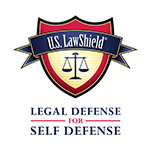 U.S. LawShield®
LEGAL DEFENSE
FOR
SELF DEFENSE